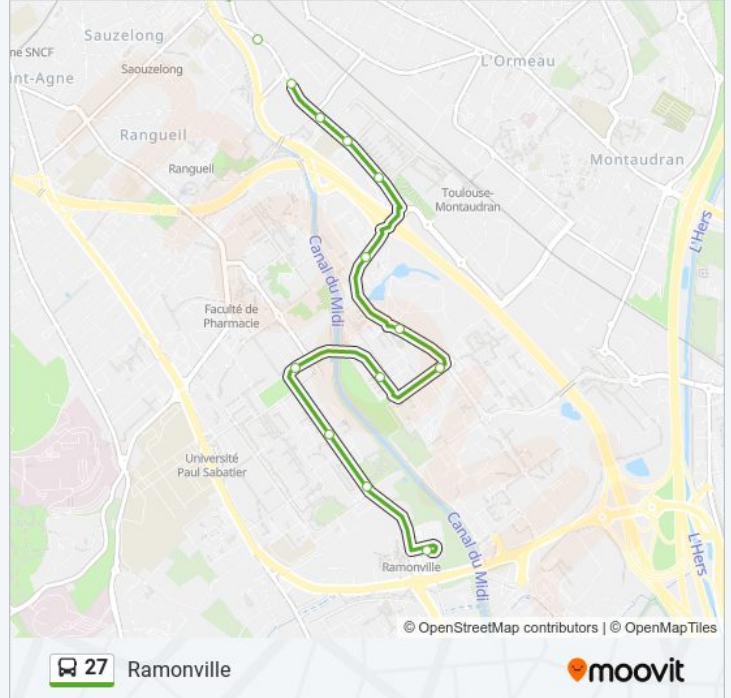 Sauzelong
ne SNCF
int-Agne
Saouzelong
L'Ormeau
Rangueil
Rangueil
Montaudran
Toulouse-
Montaudran
L'Hers
Canal du Midi
Faculté de
Pharmacie
Université
Paul Sabatier
Canal du Midi
L'Hers
Ramonville
© OpenStreetMap contributors | © OpenMapTiles
27 Ramonville
moovit